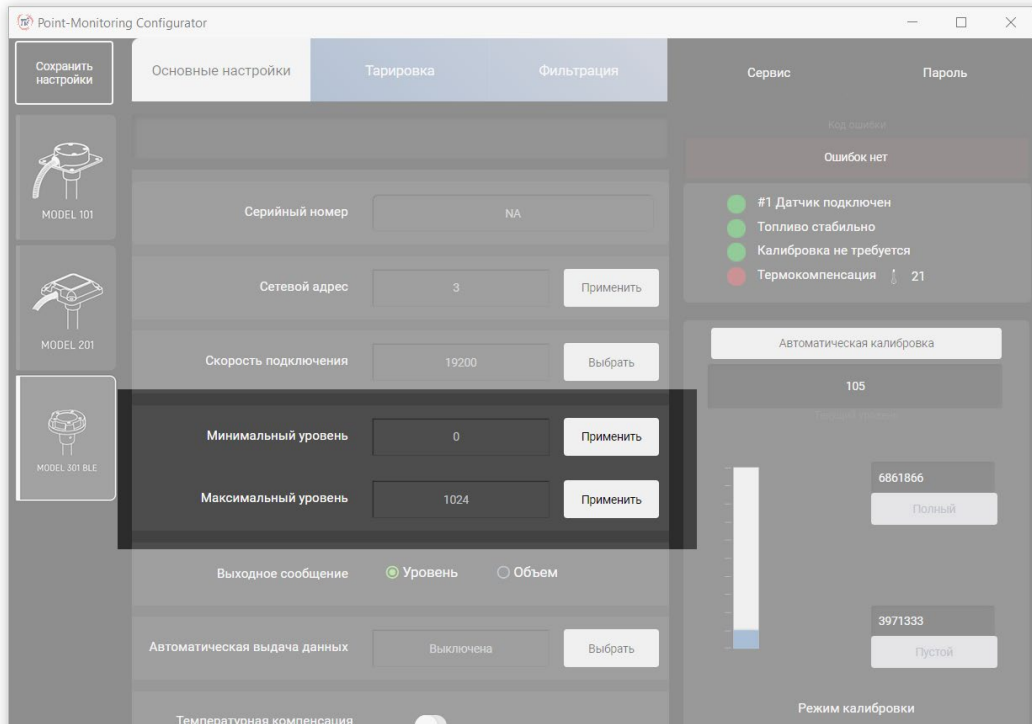 Point-Monitoring Configurator
Сохранить
настройки
Основные настройки
Тарировка
Фильтрация
Сервис
Пароль
Код ошибки
Ошибок нет
MODEL 101
Серийный номер
NA
#1 Датчик подключен
Топливо стабильно
Калибровка не требуется
Термокомпенсация 21
Сетевой адрес
3
Применить
MODEL 201
Скорость подключения
19200
Выбрать
Автоматическая калибровка
105
MODEL 301 BLE
Минимальный уровень
0
Применить
Максимальный уровень
1024
Применить
6861866
Полный
Выходное сообщение
Уровень
Объем
Автоматическая выдача данных
Выключена
Выбрать
3971333
Пустой
Температурная компенсация
Режим калибровки